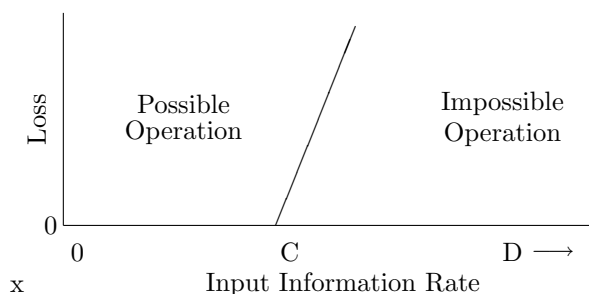 Loss
Possible
Operation
Impossible
Operation
0
0 C D ⟶
x Input Information Rate